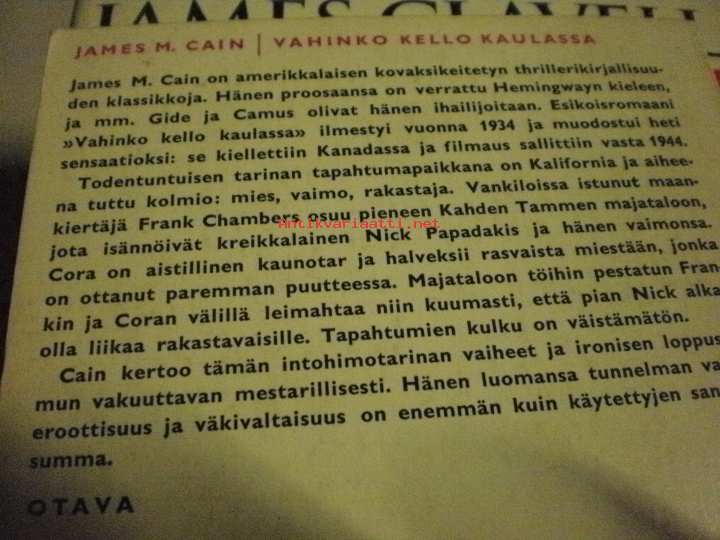 JAMES CLAVELL
JAMES M. CAIN | VAHINKO KELLO KAULASSA
James M. Cain on amerikkalaisen kovaksikeitetyn thrillerikirjallisuu-
den klassikkoja. Hänen proosaansa on verrattu Hemingwayn kieleen,
ja mm. Gide ja Camus olivat hänen ihailijoitaan. Esikoisromaani
»Vahinko kello kaulassa» ilmestyi vuonna 1934 ja muodostui heti
sensaatioksi: se kiellettiin Kanadassa ja filmaus sallittiin vasta 1944.
Todentuntuisen tarinan tapahtumapaikkana on Kalifornia ja aihee-
na tuttu kolmio: mies, vaimo, rakastaja. Vankiloissa istunut maan-
kiertäjä Frank Chambers osuu pieneen Kahden Tammen majataloon,
Antikvariaatti.net
jota isännöivät kreikkalainen Nick Papadakis ja hänen vaimonsa.
Cora on aistillinen kaunotar ja halveksii rasvaista miestään, jonka
on ottanut paremman puutteessa. Majataloon töihin pestatun Fran
kin ja Coran välillä leimahtaa niin kuumasti, että pian Nick alka
olla liikaa rakastavaisille. Tapahtumien kulku on väistämätön.
Cain kertoo tämän intohimotarinan vaiheet ja ironisen loppus
mun vakuuttavan mestarillisesti. Hänen luomansa tunnelman va
eroottisuus ja väkivaltaisuus on enemmän kuin käytettyjen san
summa.
OTAVA